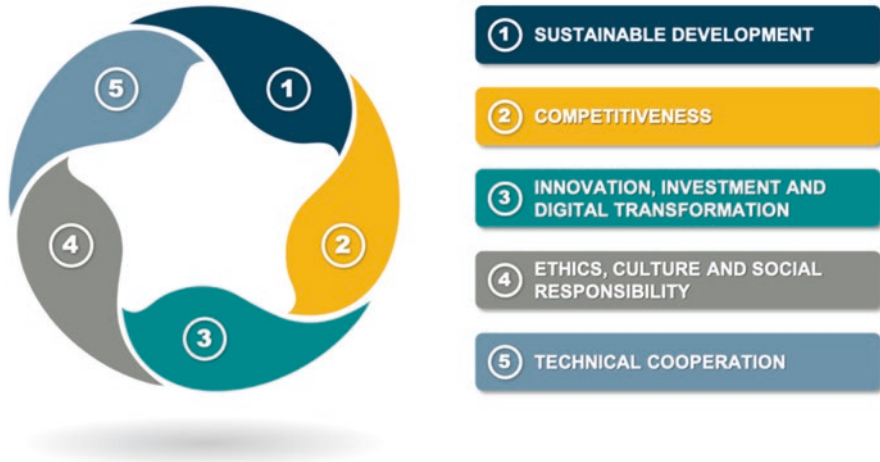 5
1
4
2
3
1 SUSTAINABLE DEVELOPMENT
2 COMPETITIVENESS
3 INNOVATION, INVESTMENT AND
DIGITAL TRANSFORMATION
4 ETHICS, CULTURE AND SOCIAL
RESPONSIBILITY
5 TECHNICAL COOPERATION